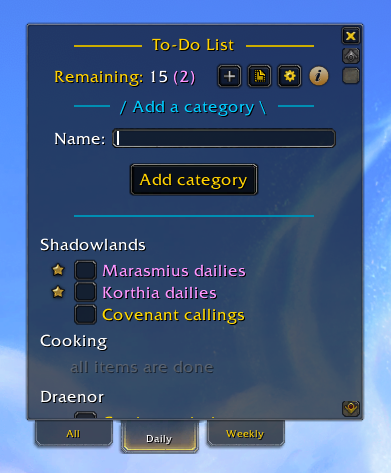 To-Do List
Remaining: 15 (2)
/ Add a category \
Name:
Add category
Shadowlands
Marasmius dailies
Korthia dailies
Covenant callings
Cooking
all items are done
Draenor
All
Daily
Weekly